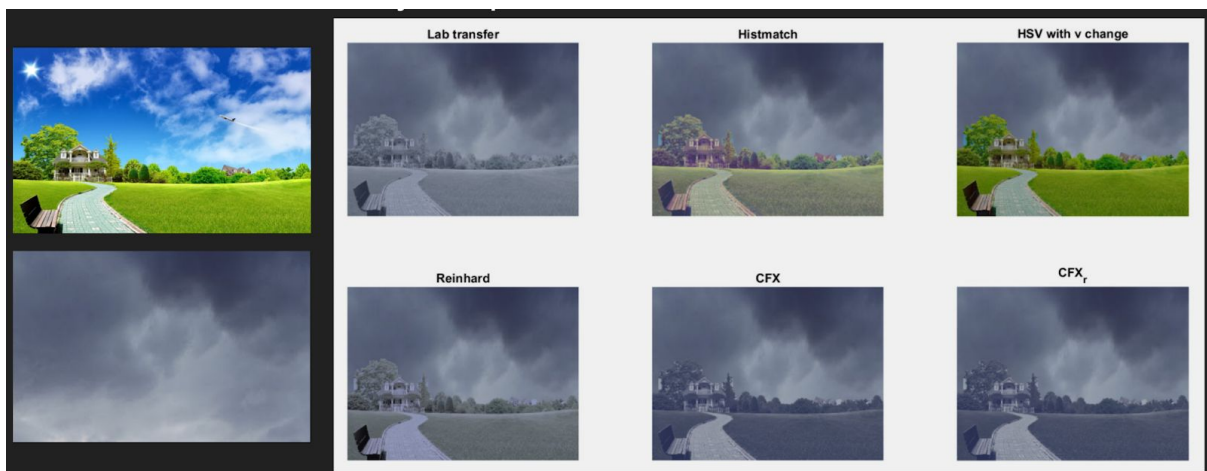 Lab transfer
Histmatch
HSV with v change
Reinhard
CFX
CFXr